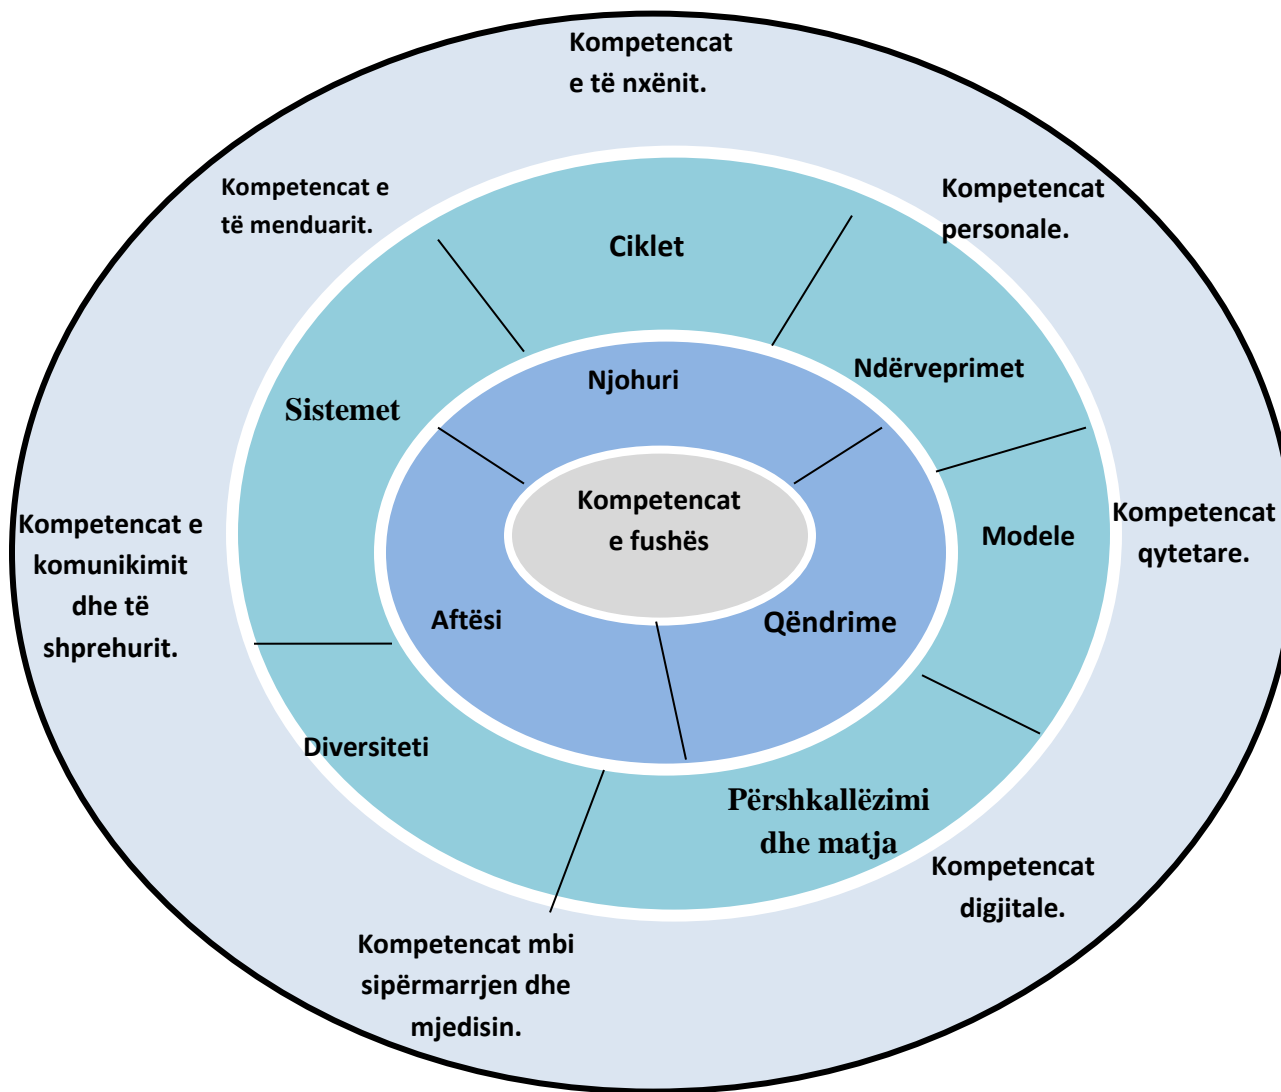 Kompetencat
e të nxënit.
Kompetencat e
të menduarit.
Kompetencat
personale.
Ciklet
Ndërveprimet
Njohuri
Sistemet
Kompetencat
e fushës
Modele
Kompetencat
qytetare.
Kompetencat e
komunikimit
dhe të
shprehurit.
Aftësi
Qëndrime
Diversiteti
Përshkallëzimi
dhe matja
Kompetencat
digjitale.
Kompetencat mbi
sipërmarrjen dhe
mjedisin.